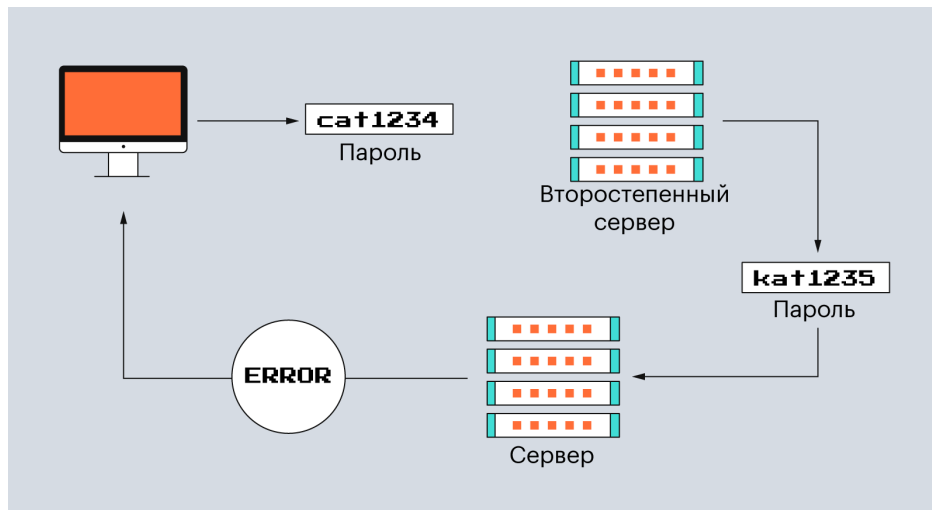 cat1234
Пароль
Второстепенный
сервер
kat1235
Пароль
ERROR
Сервер